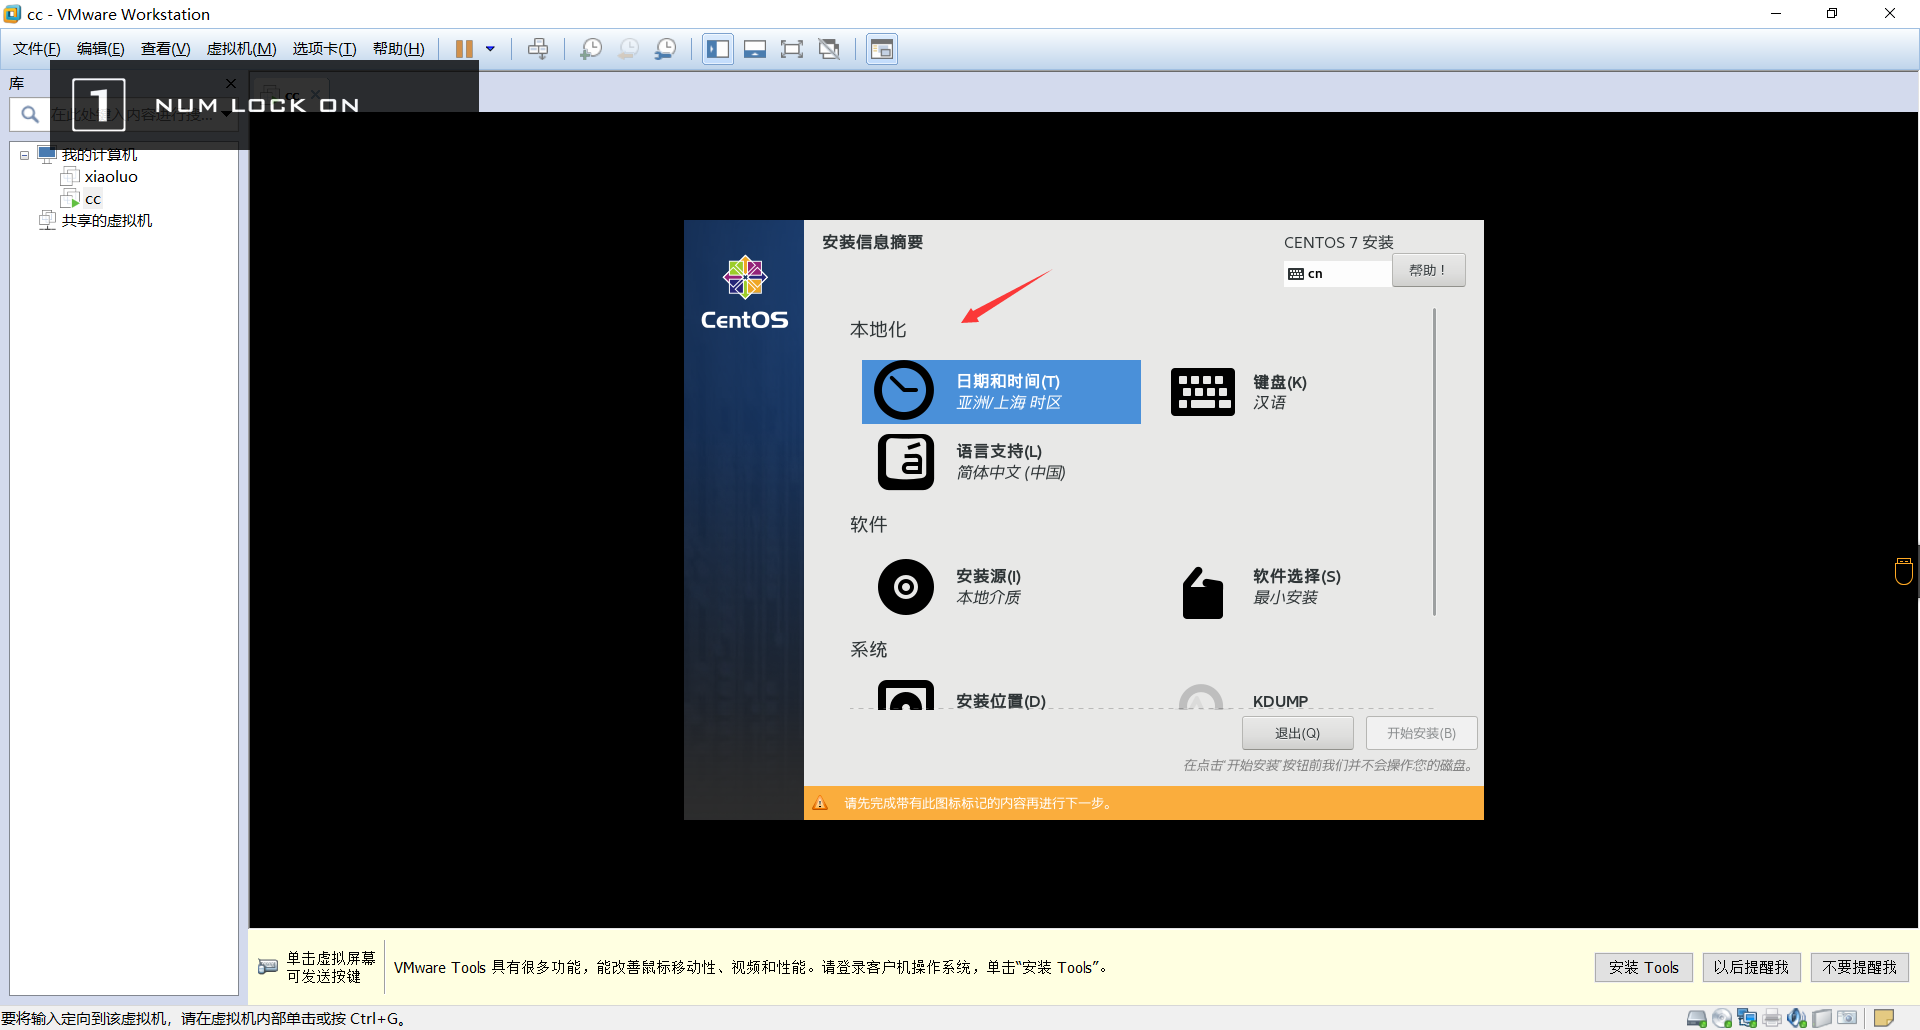 cc - VMware Workstation
文件(F) 编辑(E) 查看(V) 虚拟机(M) 选项卡(T) 帮助(H)
库
cc
1 NUM LOCK ON
在此处键入内容进行搜...
我的计算机
xiaoluo
cc
共享的虚拟机
CentOS
安装信息摘要
CENTOS 7 安装
cn
帮助！
本地化
日期和时间(T)
亚洲/上海 时区
键盘(K)
汉语
语言支持(L)
简体中文 (中国)
软件
安装源(I)
本地介质
软件选择(S)
最小安装
系统
安装位置(D)
KDUMP
退出(Q)
开始安装(B)
在点击'开始安装'按钮前我们并不会操作您的磁盘。
请先完成带有此图标标记的内容再进行下一步。
单击虚拟屏幕
可发送按键
VMware Tools 具有很多功能，能改善鼠标移动性、视频和性能。请登录客户机操作系统，单击“安装 Tools”。
安装 Tools
以后提醒我
不要提醒我
要将输入定向到该虚拟机，请在虚拟机内部单击或按 Ctrl+G。